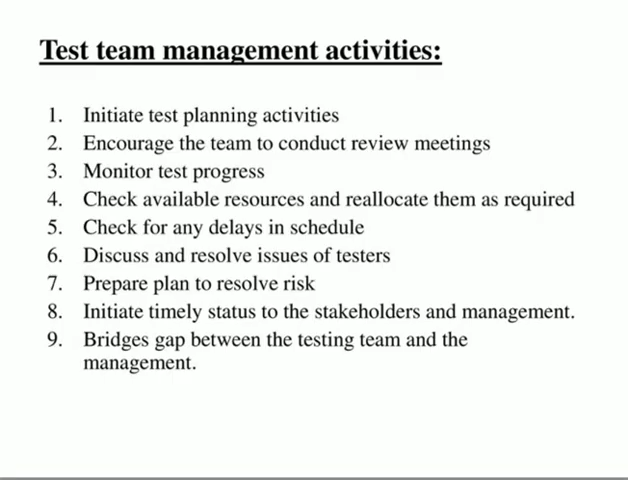 Test team management activities:
1. Initiate test planning activities
2. Encourage the team to conduct review meetings
3. Monitor test progress
4. Check available resources and reallocate them as required
5. Check for any delays in schedule
6. Discuss and resolve issues of testers
7. Prepare plan to resolve risk
8. Initiate timely status to the stakeholders and management.
9. Bridges gap between the testing team and the
management.